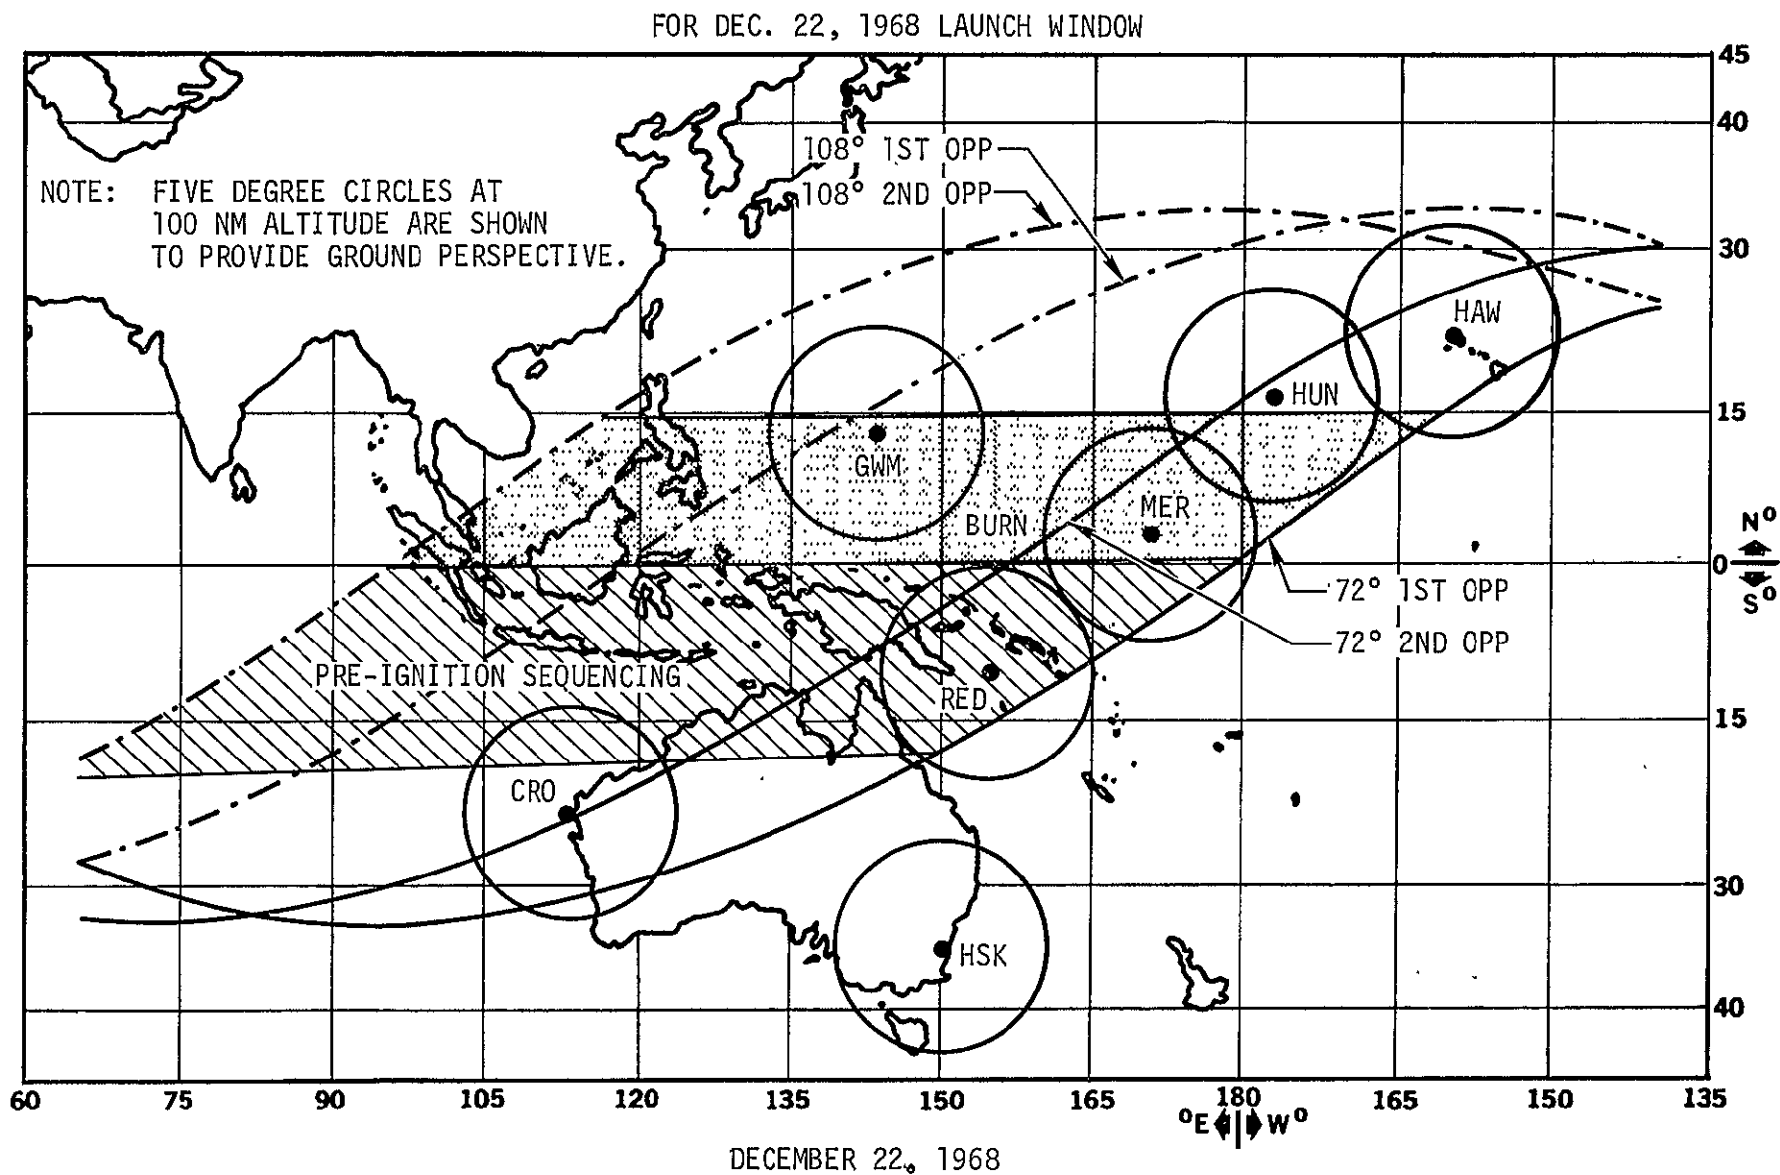 FOR DEC. 22, 1968 LAUNCH WINDOW
45
40
108° 1ST OPP
108° 2ND OPP
NOTE: FIVE DEGREE CIRCLES AT
100 NM ALTITUDE ARE SHOWN
TO PROVIDE GROUND PERSPECTIVE.
30
HAW
HUN
15
GWM
MER
BURN
N°
0
S°
72° 1ST OPP
72° 2ND OPP
PRE-IGNITION SEQUENCING
RED
15
CRO
30
HSK
40
60 75 90 105 120 135 150 165 180 165 150 135
°E W°
DECEMBER 22, 1968